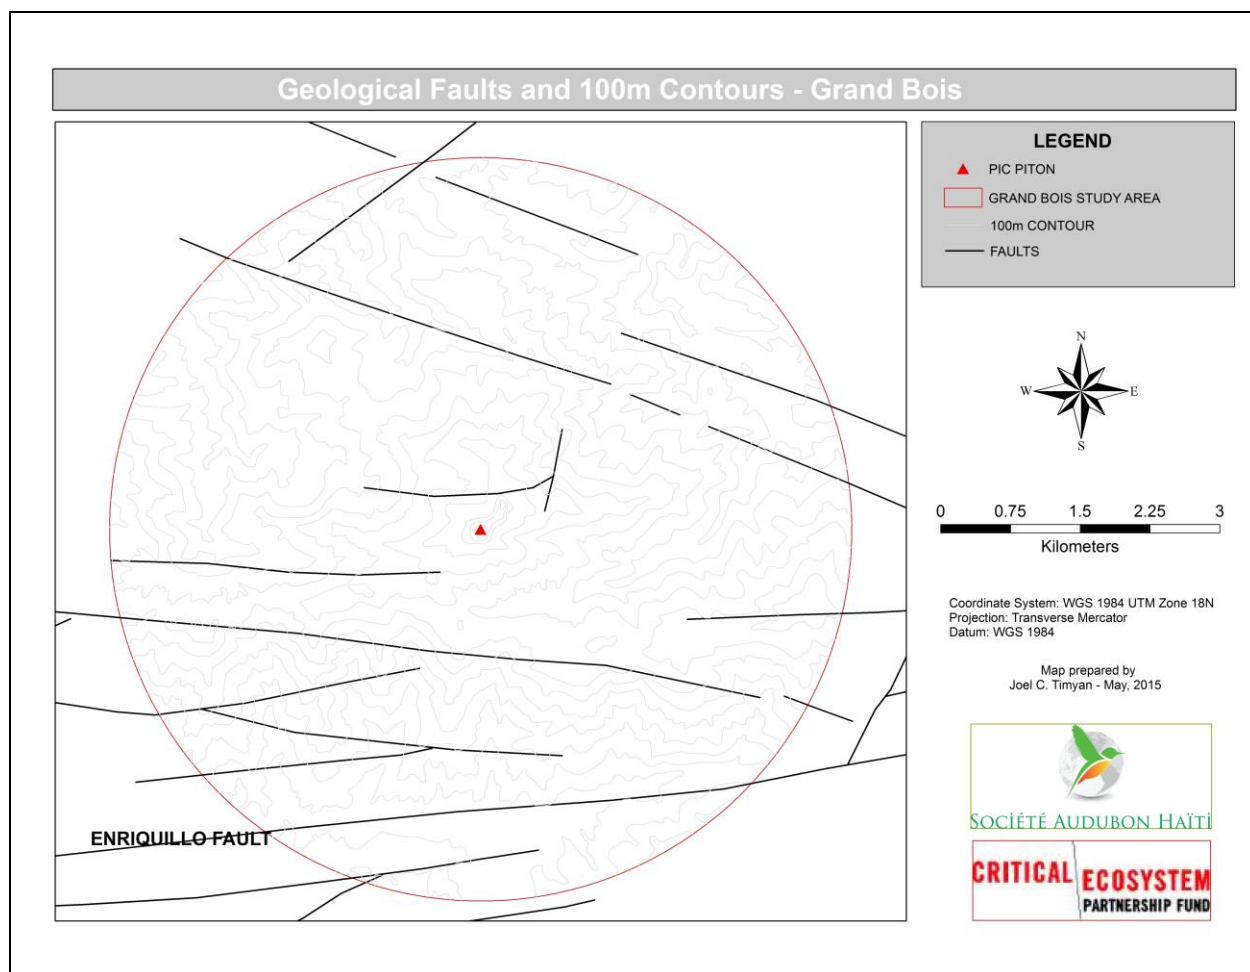 Geological Faults and 100m Contours - Grand Bois
LEGEND
PIC PITON
GRAND BOIS STUDY AREA
100m CONTOUR
FAULTS
N
W
E
S
0 0.75 1.5 2.25 3
Kilometers
Coordinate System: WGS 1984 UTM Zone 18N
Projection: Transverse Mercator
Datum: WGS 1984
Map prepared by
Joel C. Timyan - May, 2015
SOCIÉTÉ AUDUBON HAÏTI
CRITICAL ECOSYSTEM
PARTNERSHIP FUND
ENRIQUILLO FAULT